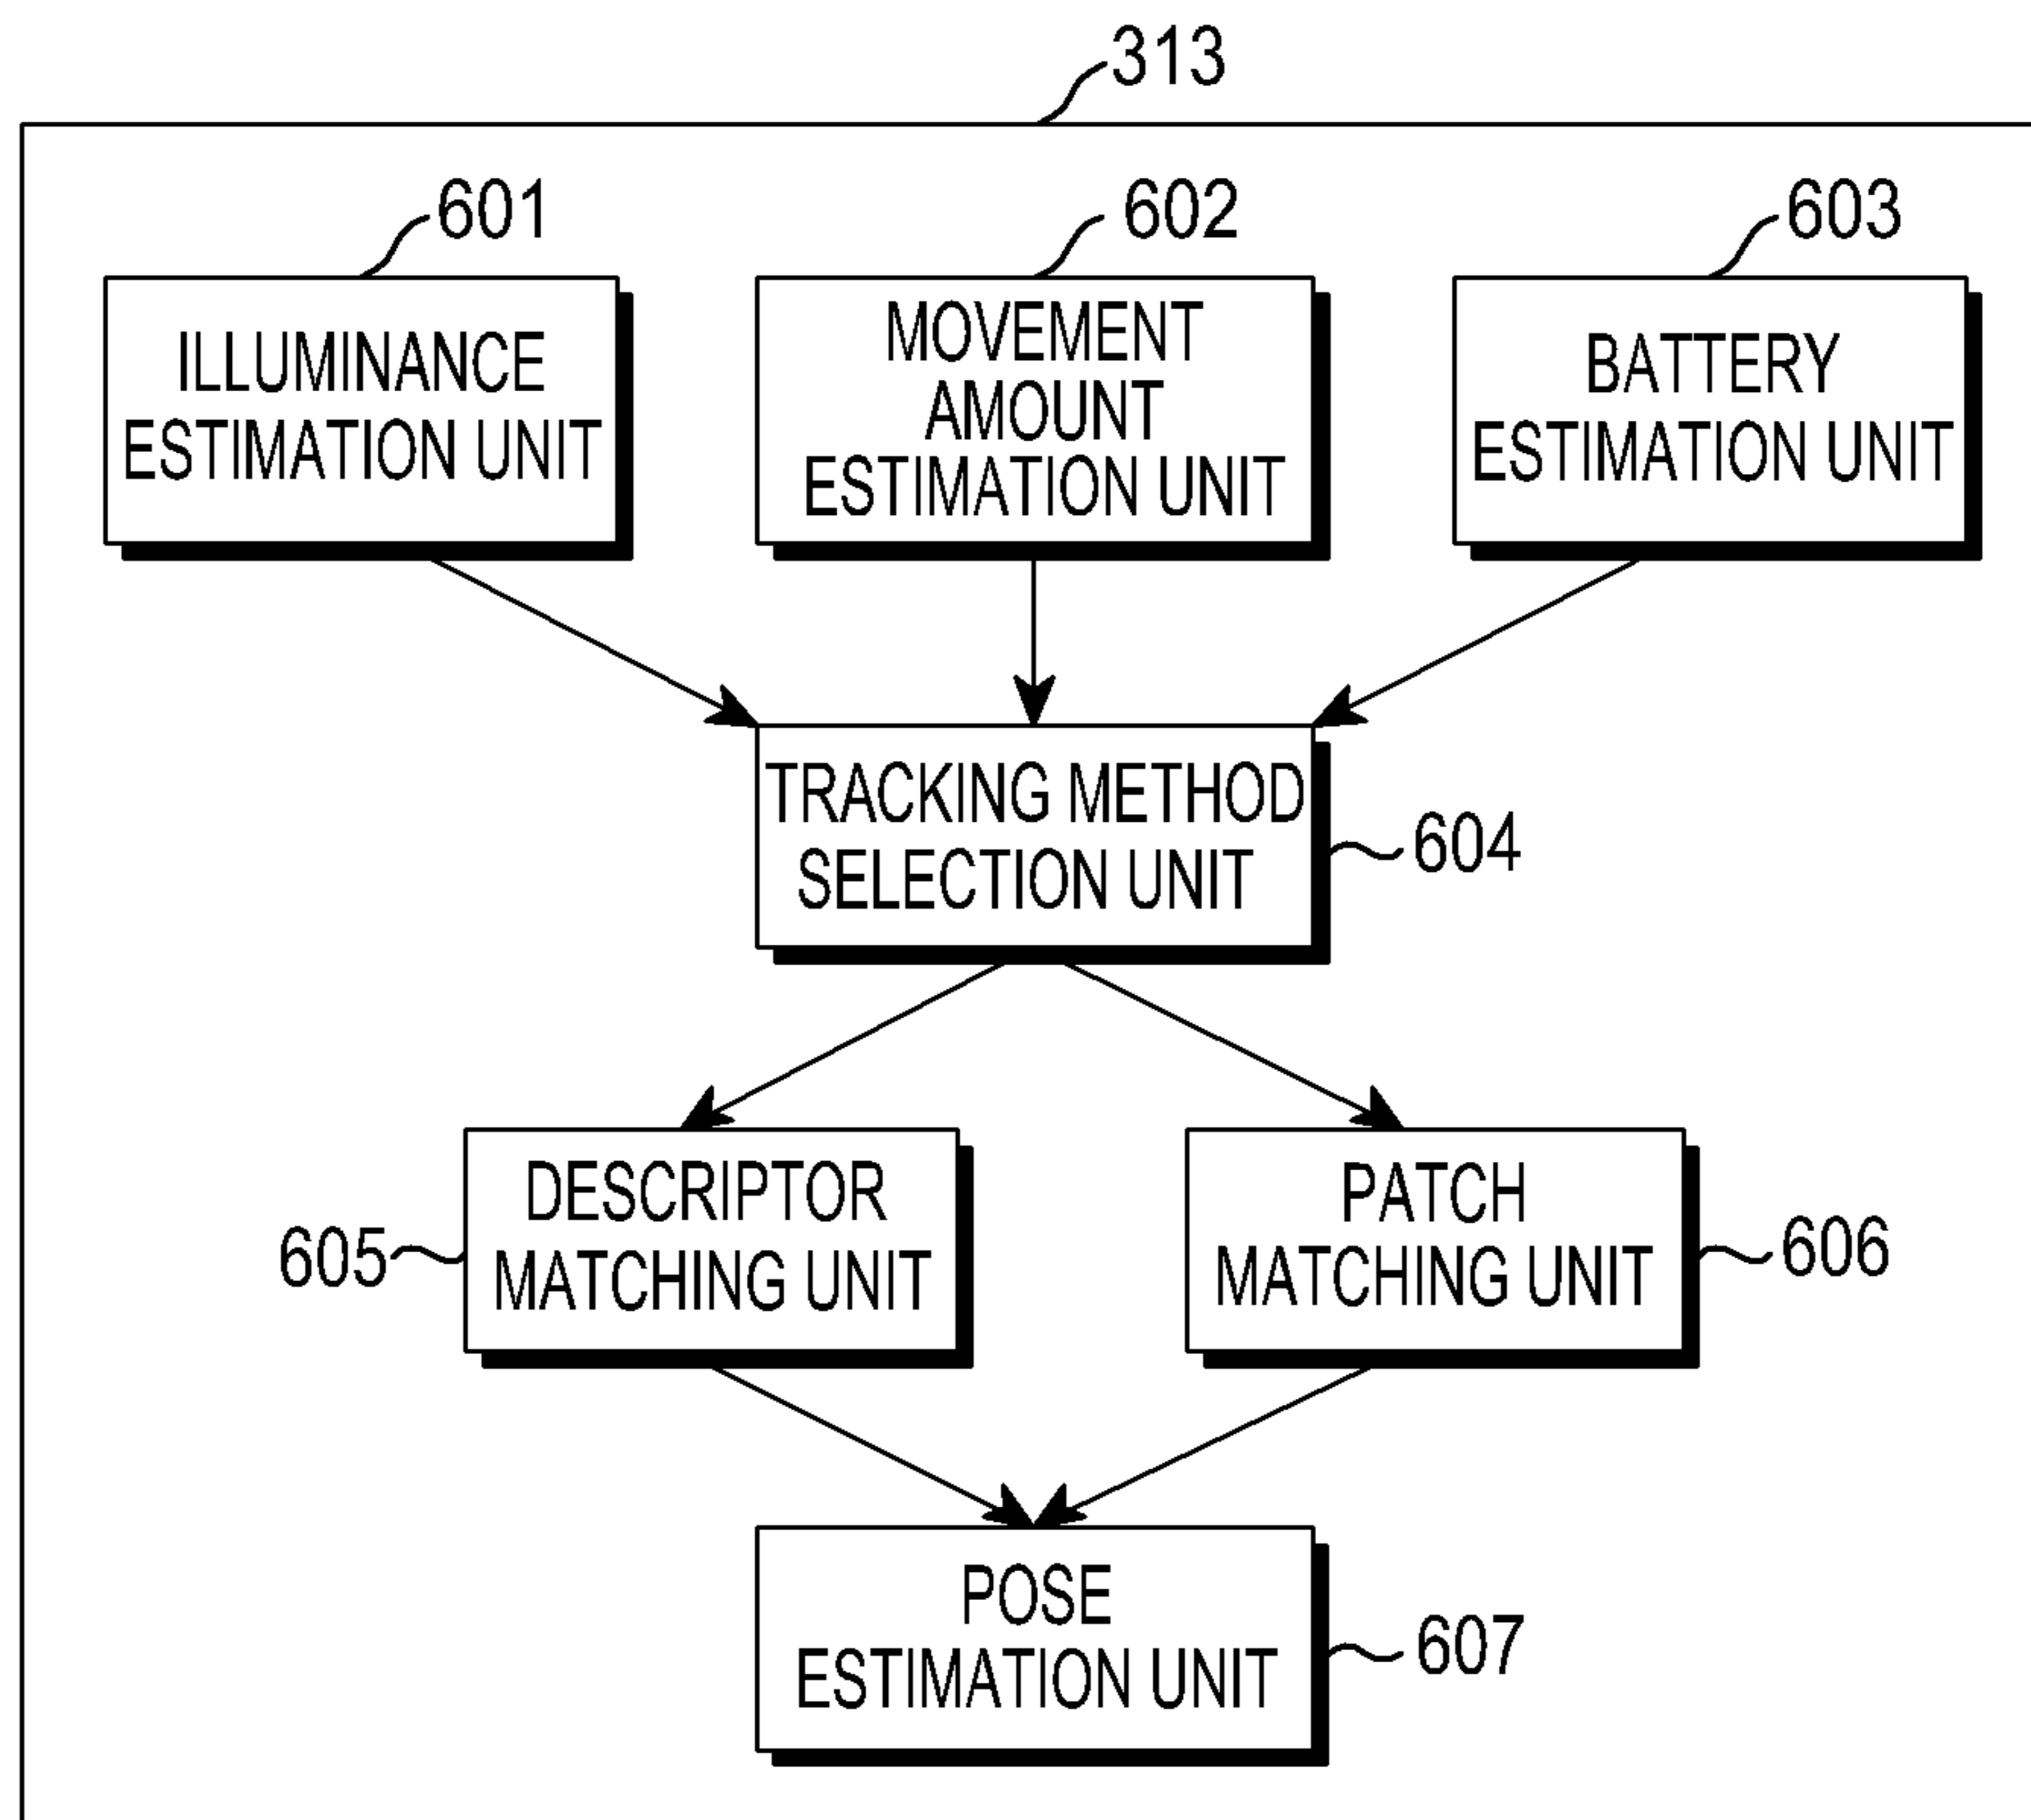 313
601
602
603
ILLUMINANCE
ESTIMATION UNIT
MOVEMENT
AMOUNT
ESTIMATION UNIT
BATTERY
ESTIMATION UNIT
TRACKING METHOD
SELECTION UNIT
604
605
DESCRIPTOR
MATCHING UNIT
PATCH
MATCHING UNIT
606
POSE
ESTIMATION UNIT
607